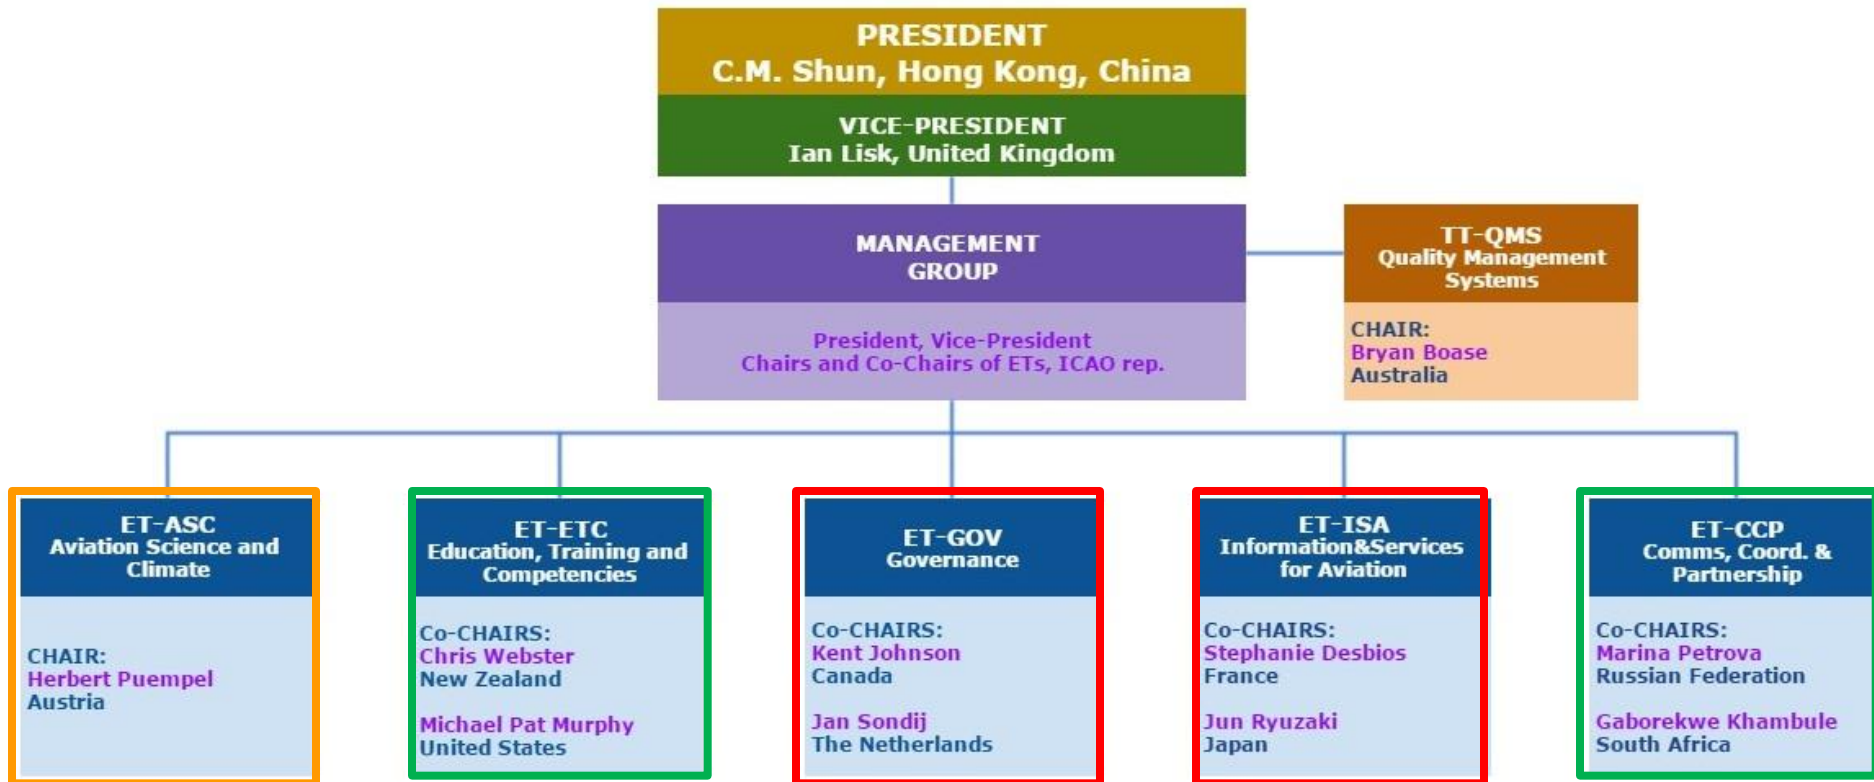 PRESIDENT
C.M. Shun, Hong Kong, China
VICE-PRESIDENT
Ian Lisk, United Kingdom
MANAGEMENT
GROUP
President, Vice-President
Chairs and Co-Chairs of ETs, ICAO rep.
TT-QMS
Quality Management
Systems
CHAIR:
Bryan Boase
Australia
ET-ASC
Aviation Science and
Climate
CHAIR:
Herbert Puempel
Austria
ET-ETC
Education, Training and
Competencies
Co-CHAIRS:
Chris Webster
New Zealand
Michael Pat Murphy
United States
ET-GOV
Governance
Co-CHAIRS:
Kent Johnson
Canada
Jan Sondij
The Netherlands
ET-ISA
Information&Services
for Aviation
Co-CHAIRS:
Stephanie Desbios
France
Jun Ryuzaki
Japan
ET-CCP
Comms, Coord. &
Partnership
Co-CHAIRS:
Marina Petrova
Russian Federation
Gaborekwe Khambule
South Africa